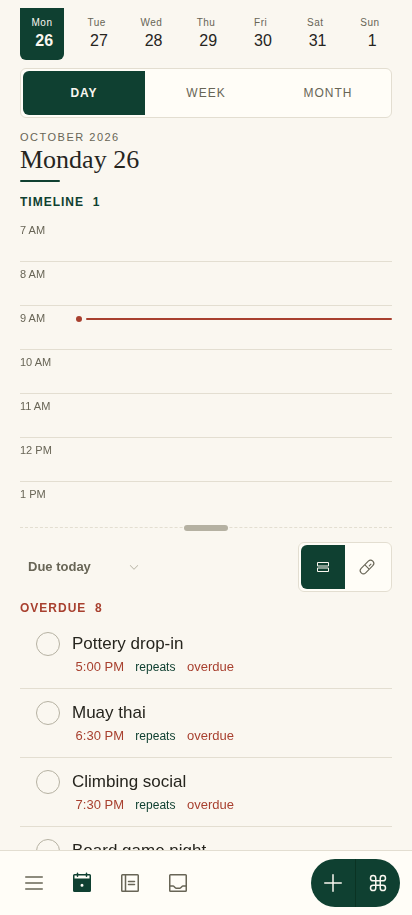 Mon Tue Wed Thu Fri Sat Sun
26 27 28 29 30 31 1
DAY WEEK MONTH
OCTOBER 2026
Monday 26
TIMELINE 1
7 AM
8 AM
9 AM
10 AM
11 AM
12 PM
1 PM
Due today
OVERDUE 8
Pottery drop-in
5:00 PM repeats overdue
Muay thai
6:30 PM repeats overdue
Climbing social
7:30 PM repeats overdue
Board game night